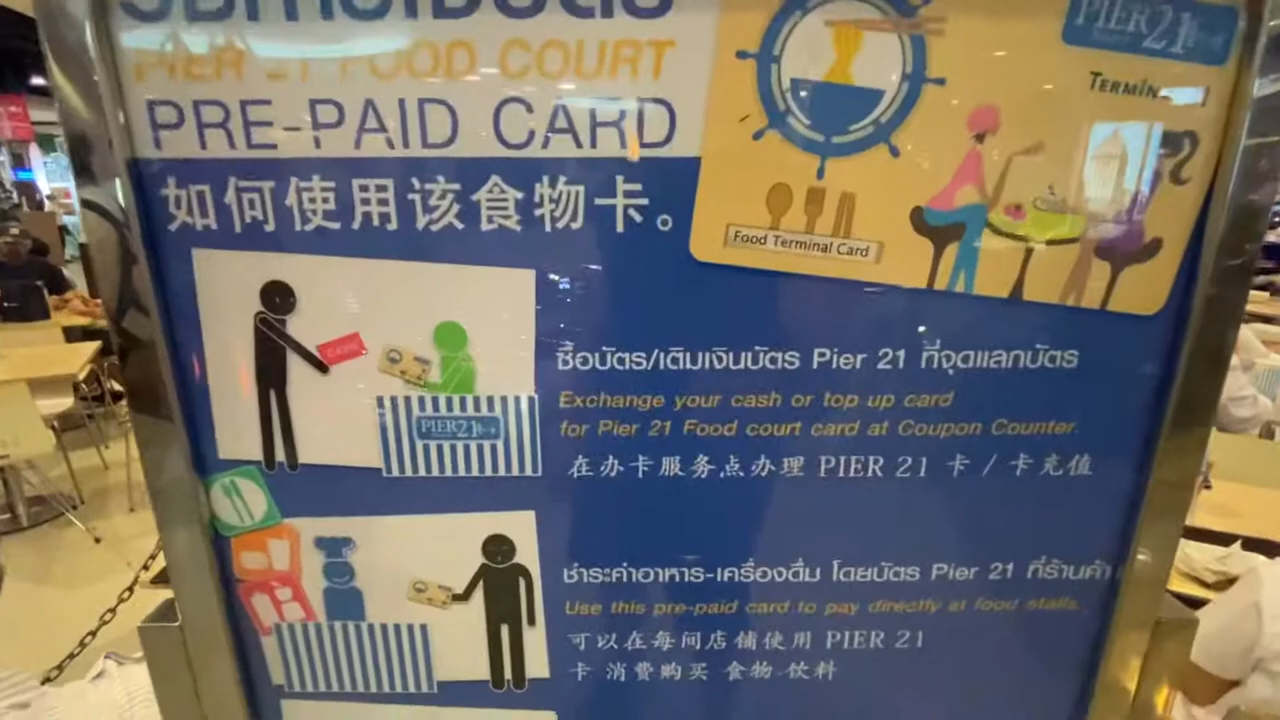 PIER 21 FOOD COURT
PRE-PAID CARD
如何使用该食物卡。
PIER21
TERMIN
Food Terminal Card
CASH
PIER21
ซื้อบัตร/เติมเงินบัตร Pier 21 ที่จุดแลกบัตร
Exchange your cash or top up card
for Pier 21 Food court card at Coupon Counter.
在办卡服务点办理 PIER 21 卡 / 卡充值
ชำระค่าอาหาร-เครื่องดื่ม โดยบัตร Pier 21 ที่ร้านค้า
Use this pre-paid card to pay directly at food stalls.
可以在每间店铺使用 PIER 21
卡 消费购买 食物 饮料